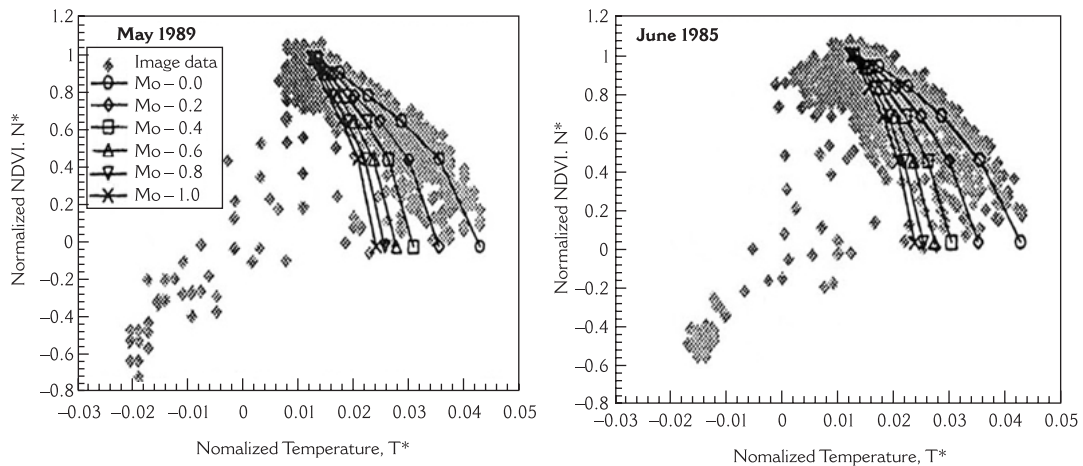 May 1989
Image data
Mo – 0.0
Mo – 0.2
Mo – 0.4
Mo – 0.6
Mo – 0.8
Mo – 1.0
1.2
1
0.8
0.6
0.4
0.2
0
–0.2
–0.4
–0.6
–0.8
Normalized NDVI. N*
–0.03 –0.02 –0.01 0 0.01 0.02 0.03 0.04 0.05
Nomalized Temperature, T*
June 1985
1.2
1
0.8
0.6
0.4
0.2
0
–0.2
–0.4
–0.6
–0.8
Normalized NDVI. N*
–0.03 –0.02 –0.01 0 0.01 0.02 0.03 0.04 0.05
Nomalized Temperature, T*